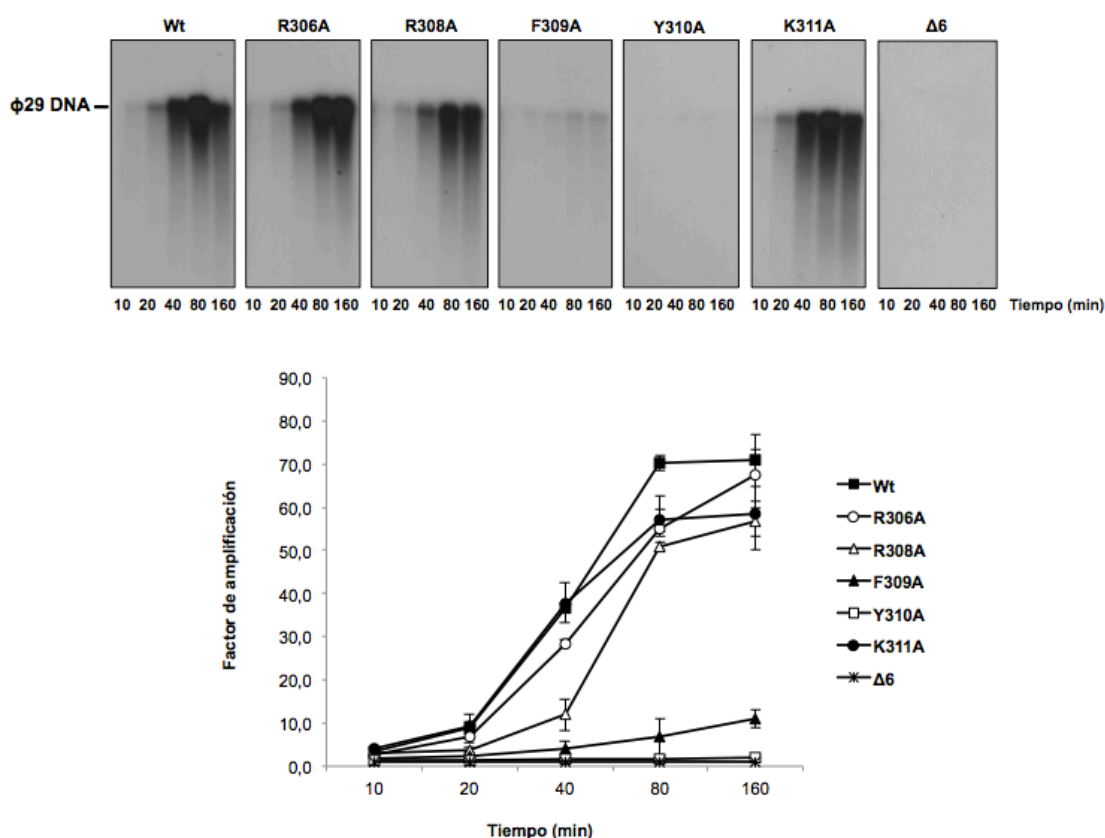 Wt R306A R308A F309A Y310A K311A Δ6
ϕ29 DNA
10 20 40 80 160 10 20 40 80 160 10 20 40 80 160 10 20 40 80 160 10 20 40 80 160 10 20 40 80 160 10 20 40 80 160 Tiempo (min)
90,0
80,0
70,0
60,0
50,0
40,0
30,0
20,0
10,0
0,0
Factor de amplificación
10 20 40 80 160
Tiempo (min)
Wt
R306A
R308A
F309A
Y310A
K311A
Δ6